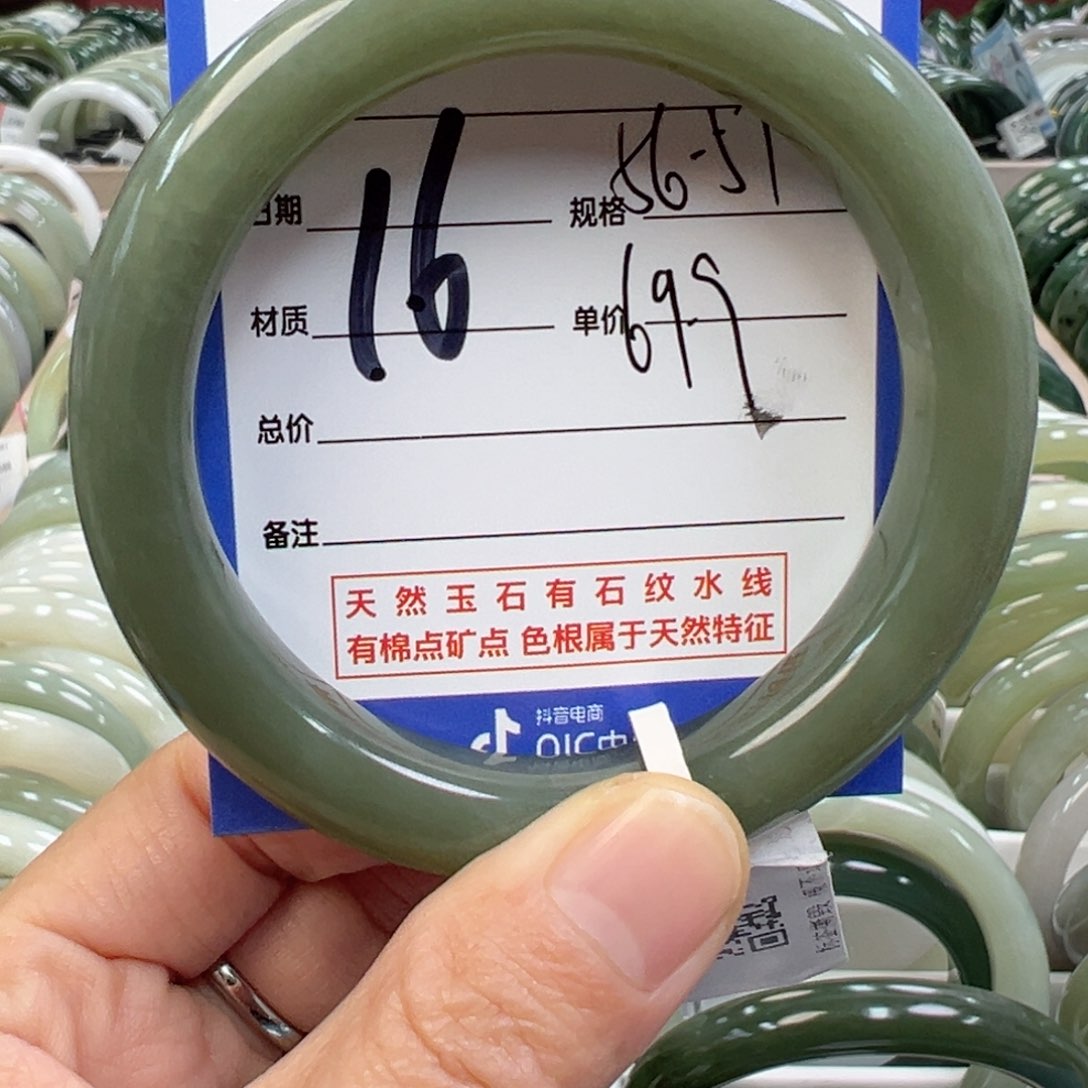 16
日期
规格 56-57
材质
单价 699
总价
备注
天然玉石有石纹水线
有棉点矿点 色根属于天然特征
抖音电商
QIC